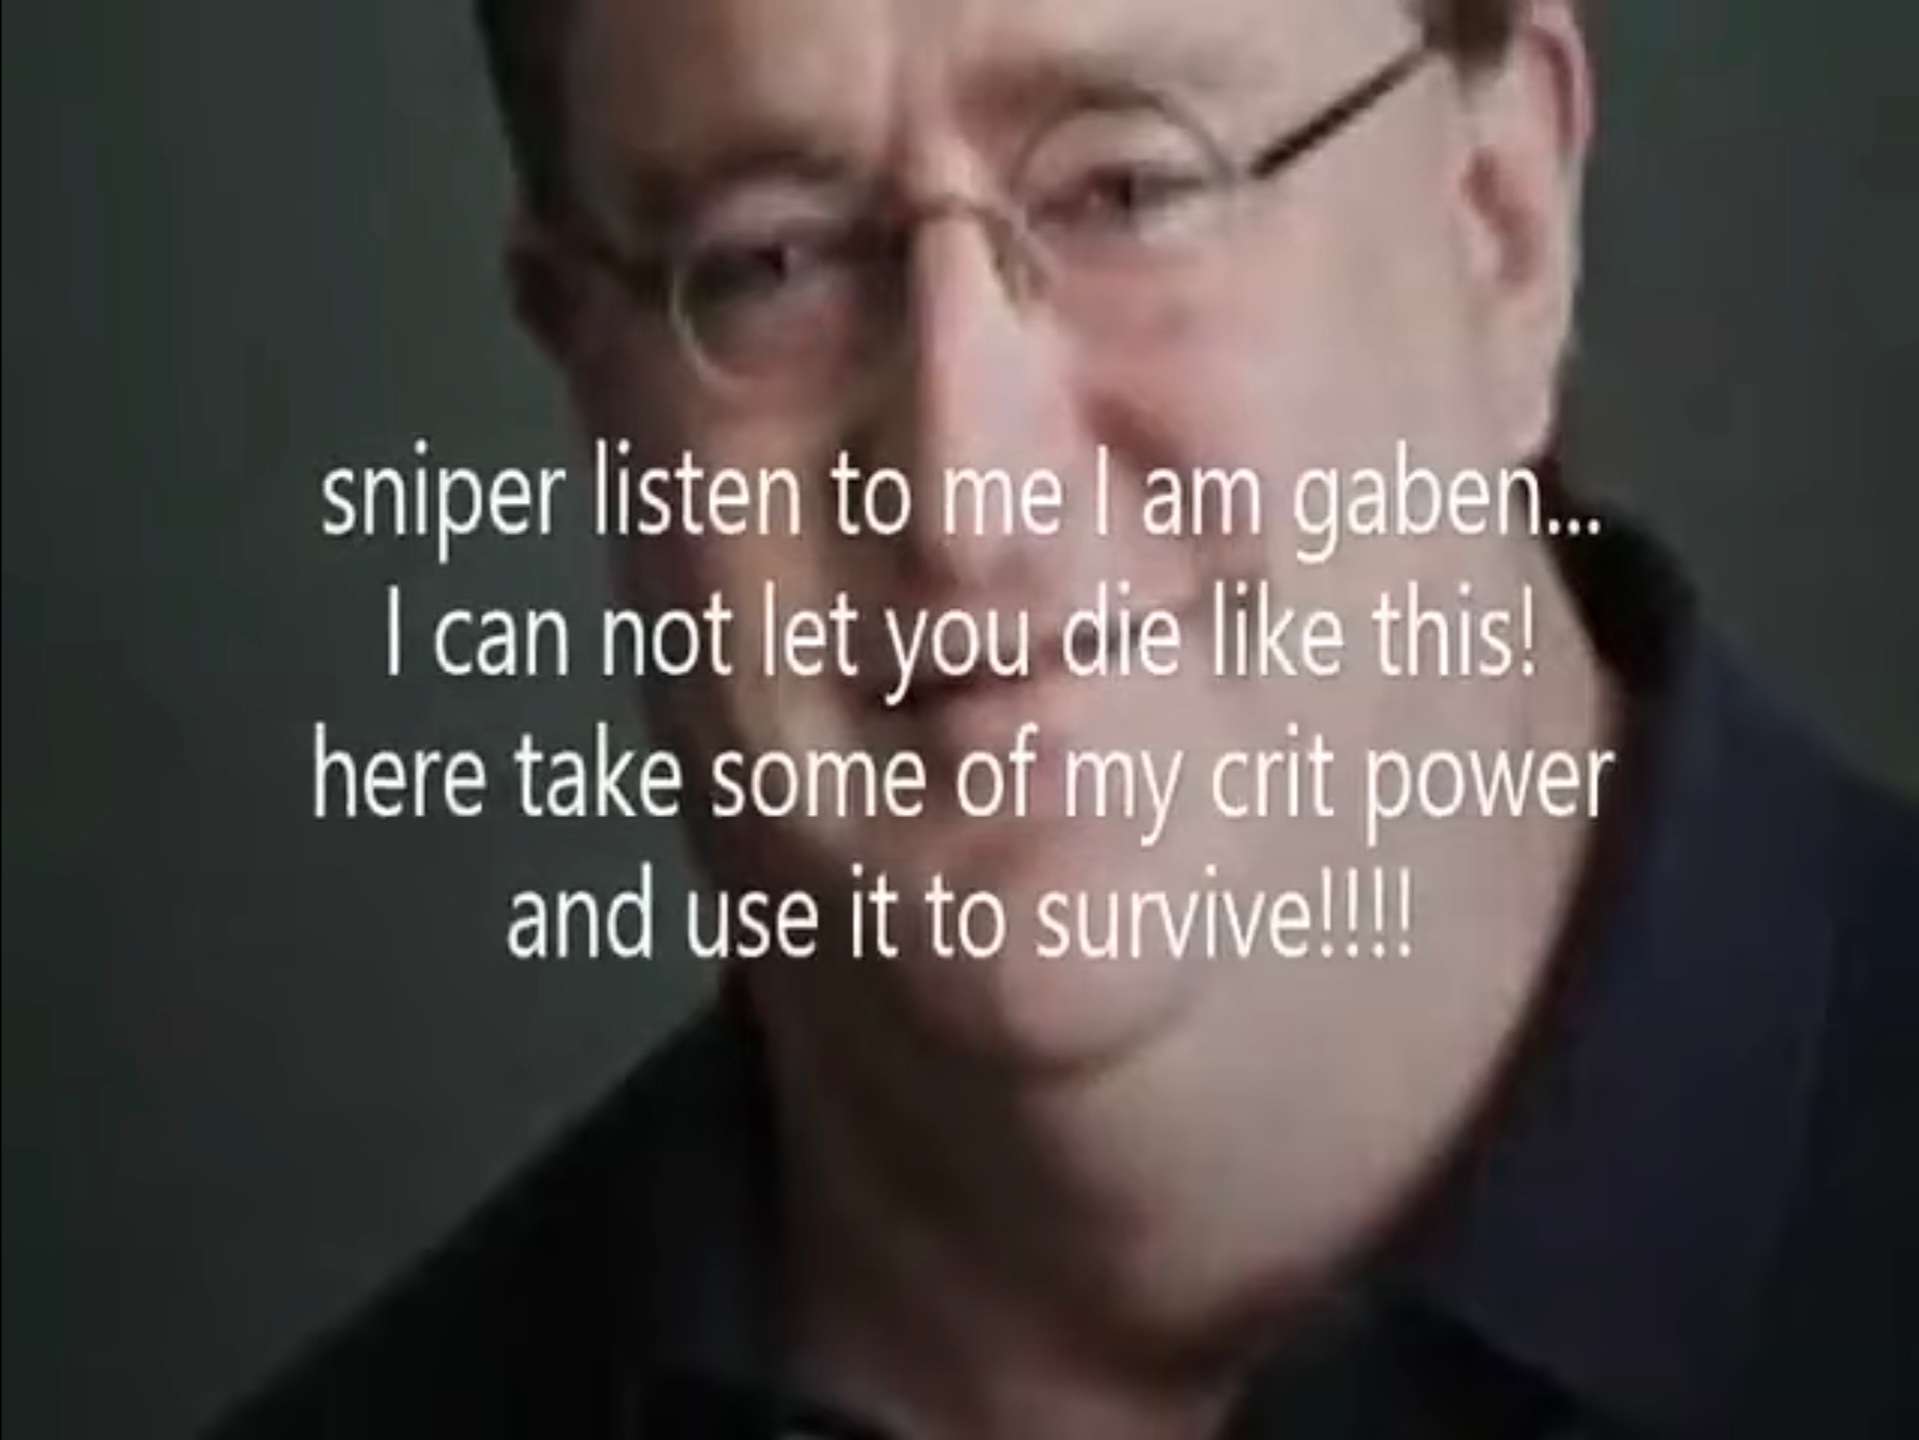 sniper listen to me I am gaben...
I can not let you die like this!
here take some of my crit power
and use it to survive!!!!